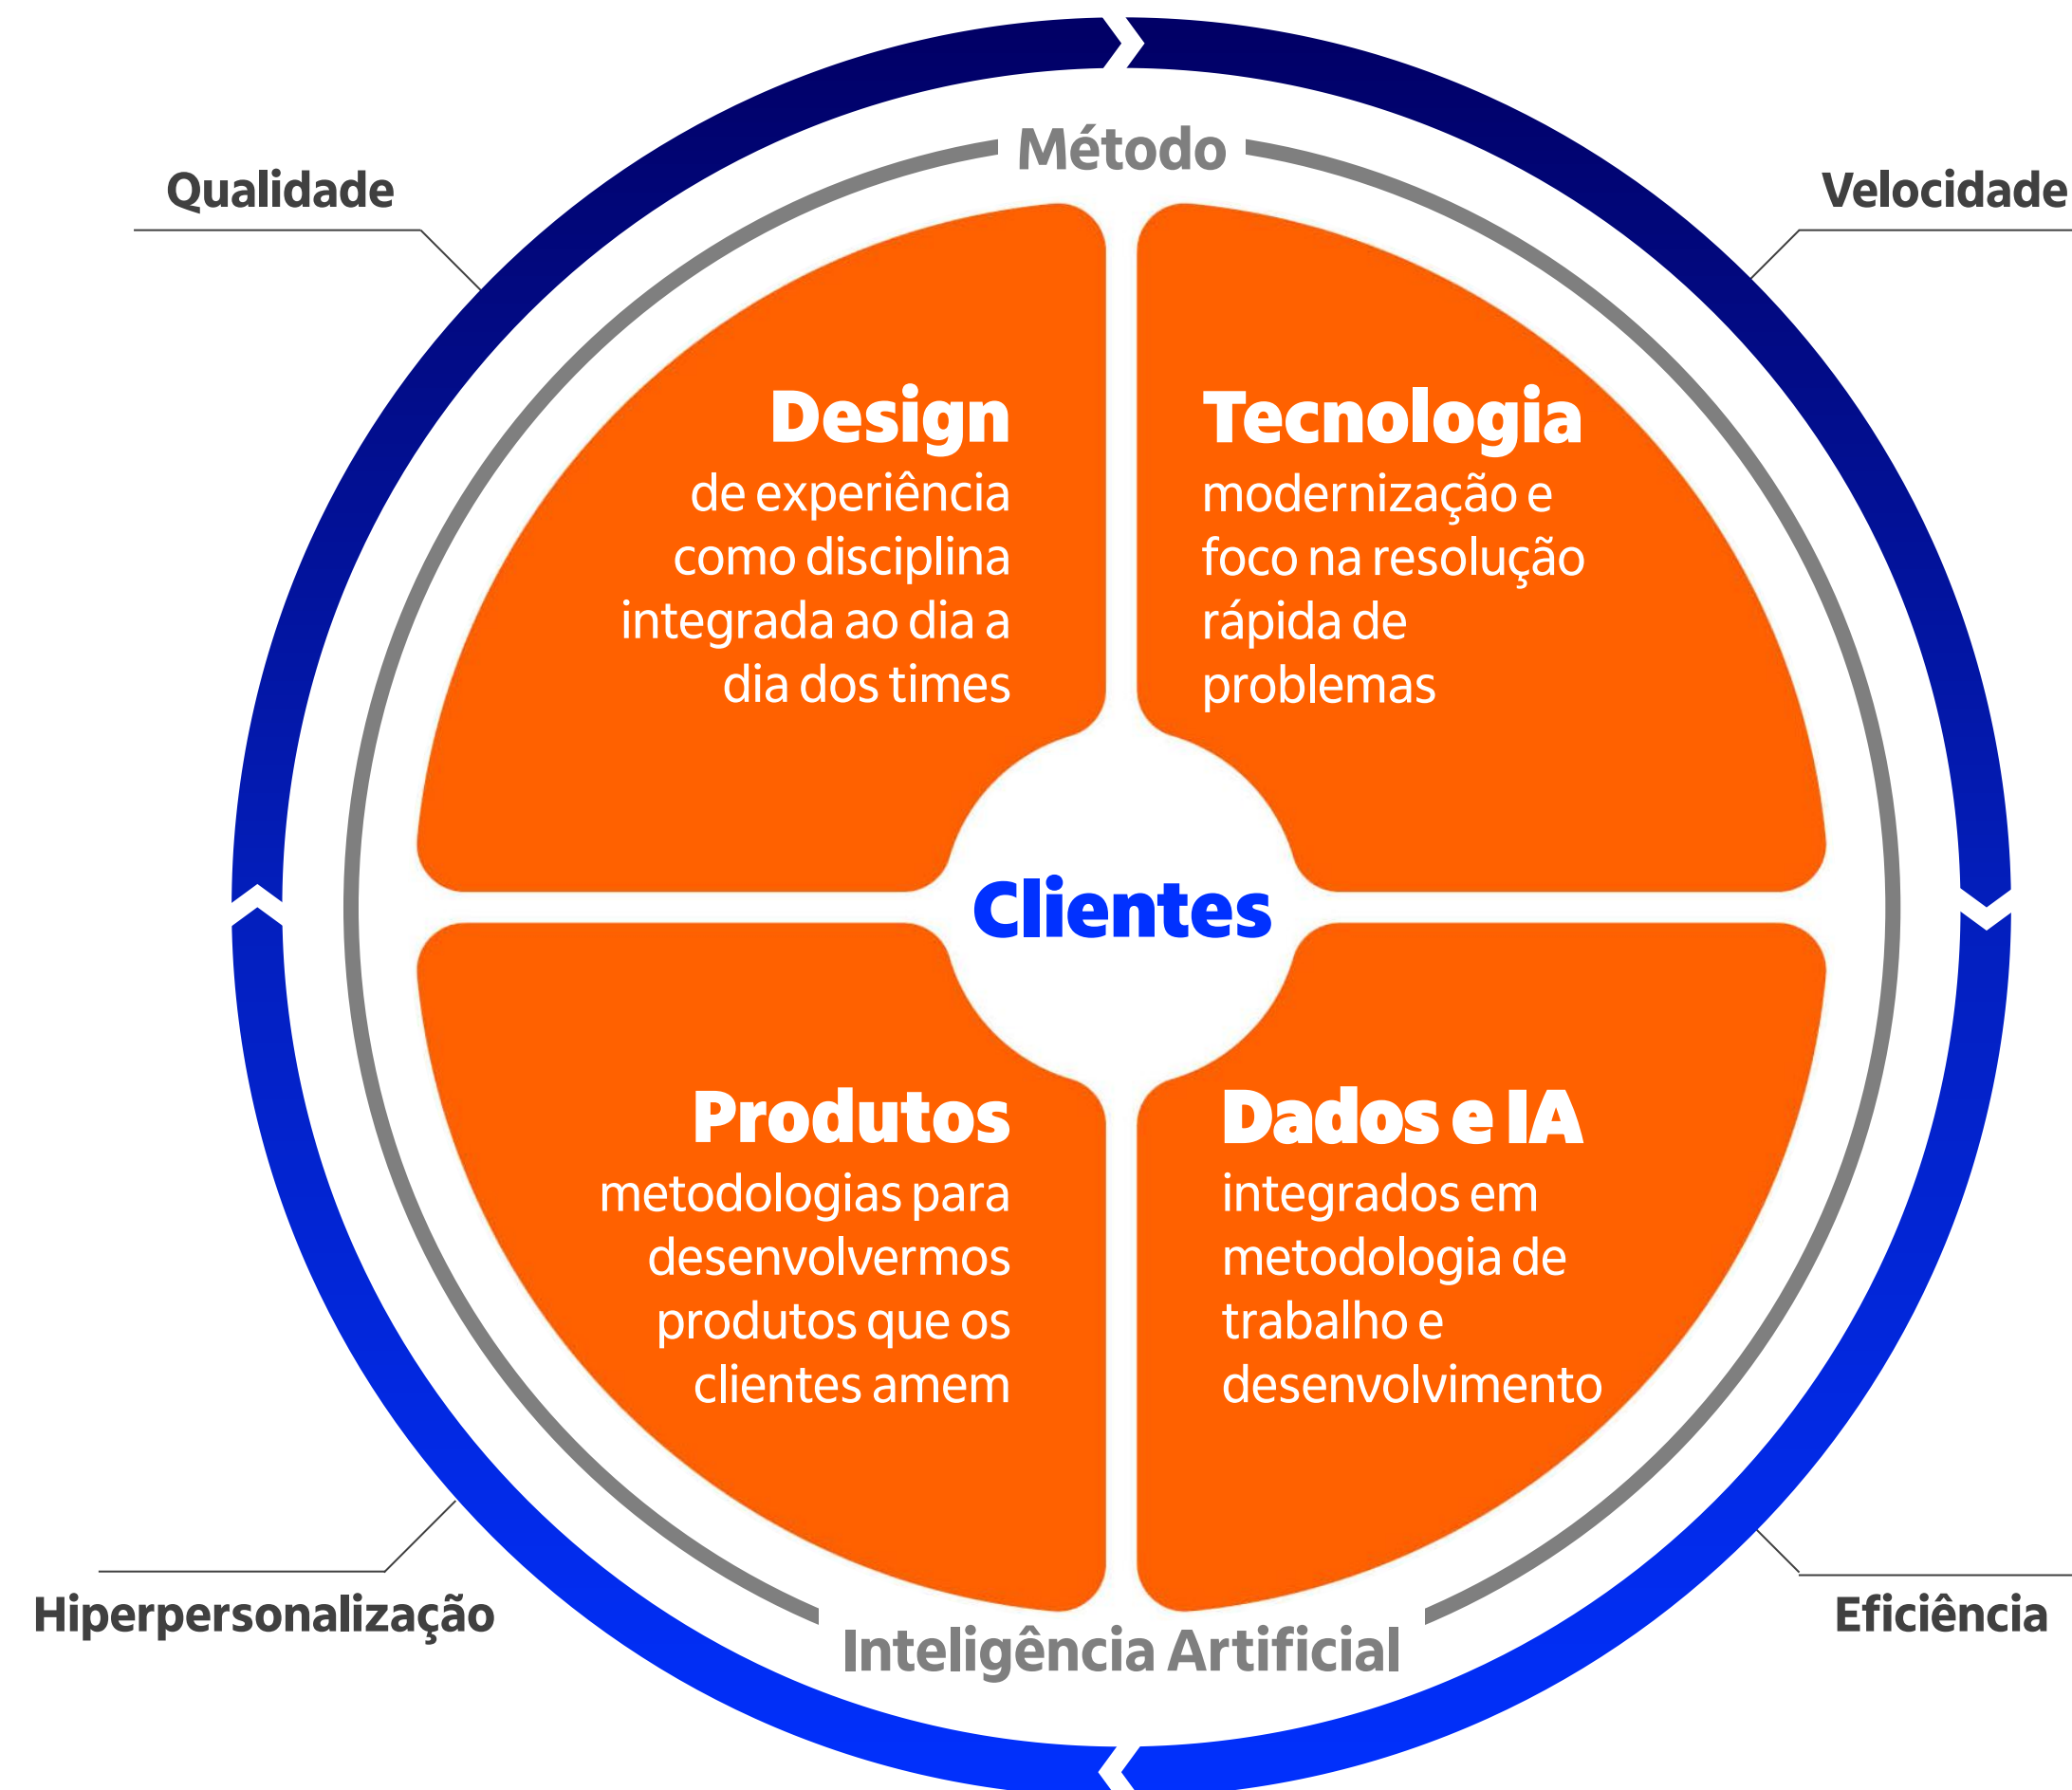 Método
Qualidade
Velocidade
Design
de experiência
como disciplina
integrada ao dia a
dia dos times
Tecnologia
modernização e
foco na resolução
rápida de
problemas
Clientes
Produtos
metodologias para
desenvolvermos
produtos que os
clientes amem
Dados e IA
integrados em
metodologia de
trabalho e
desenvolvimento
Hiperpersonalização
Eficiência
Inteligência Artificial